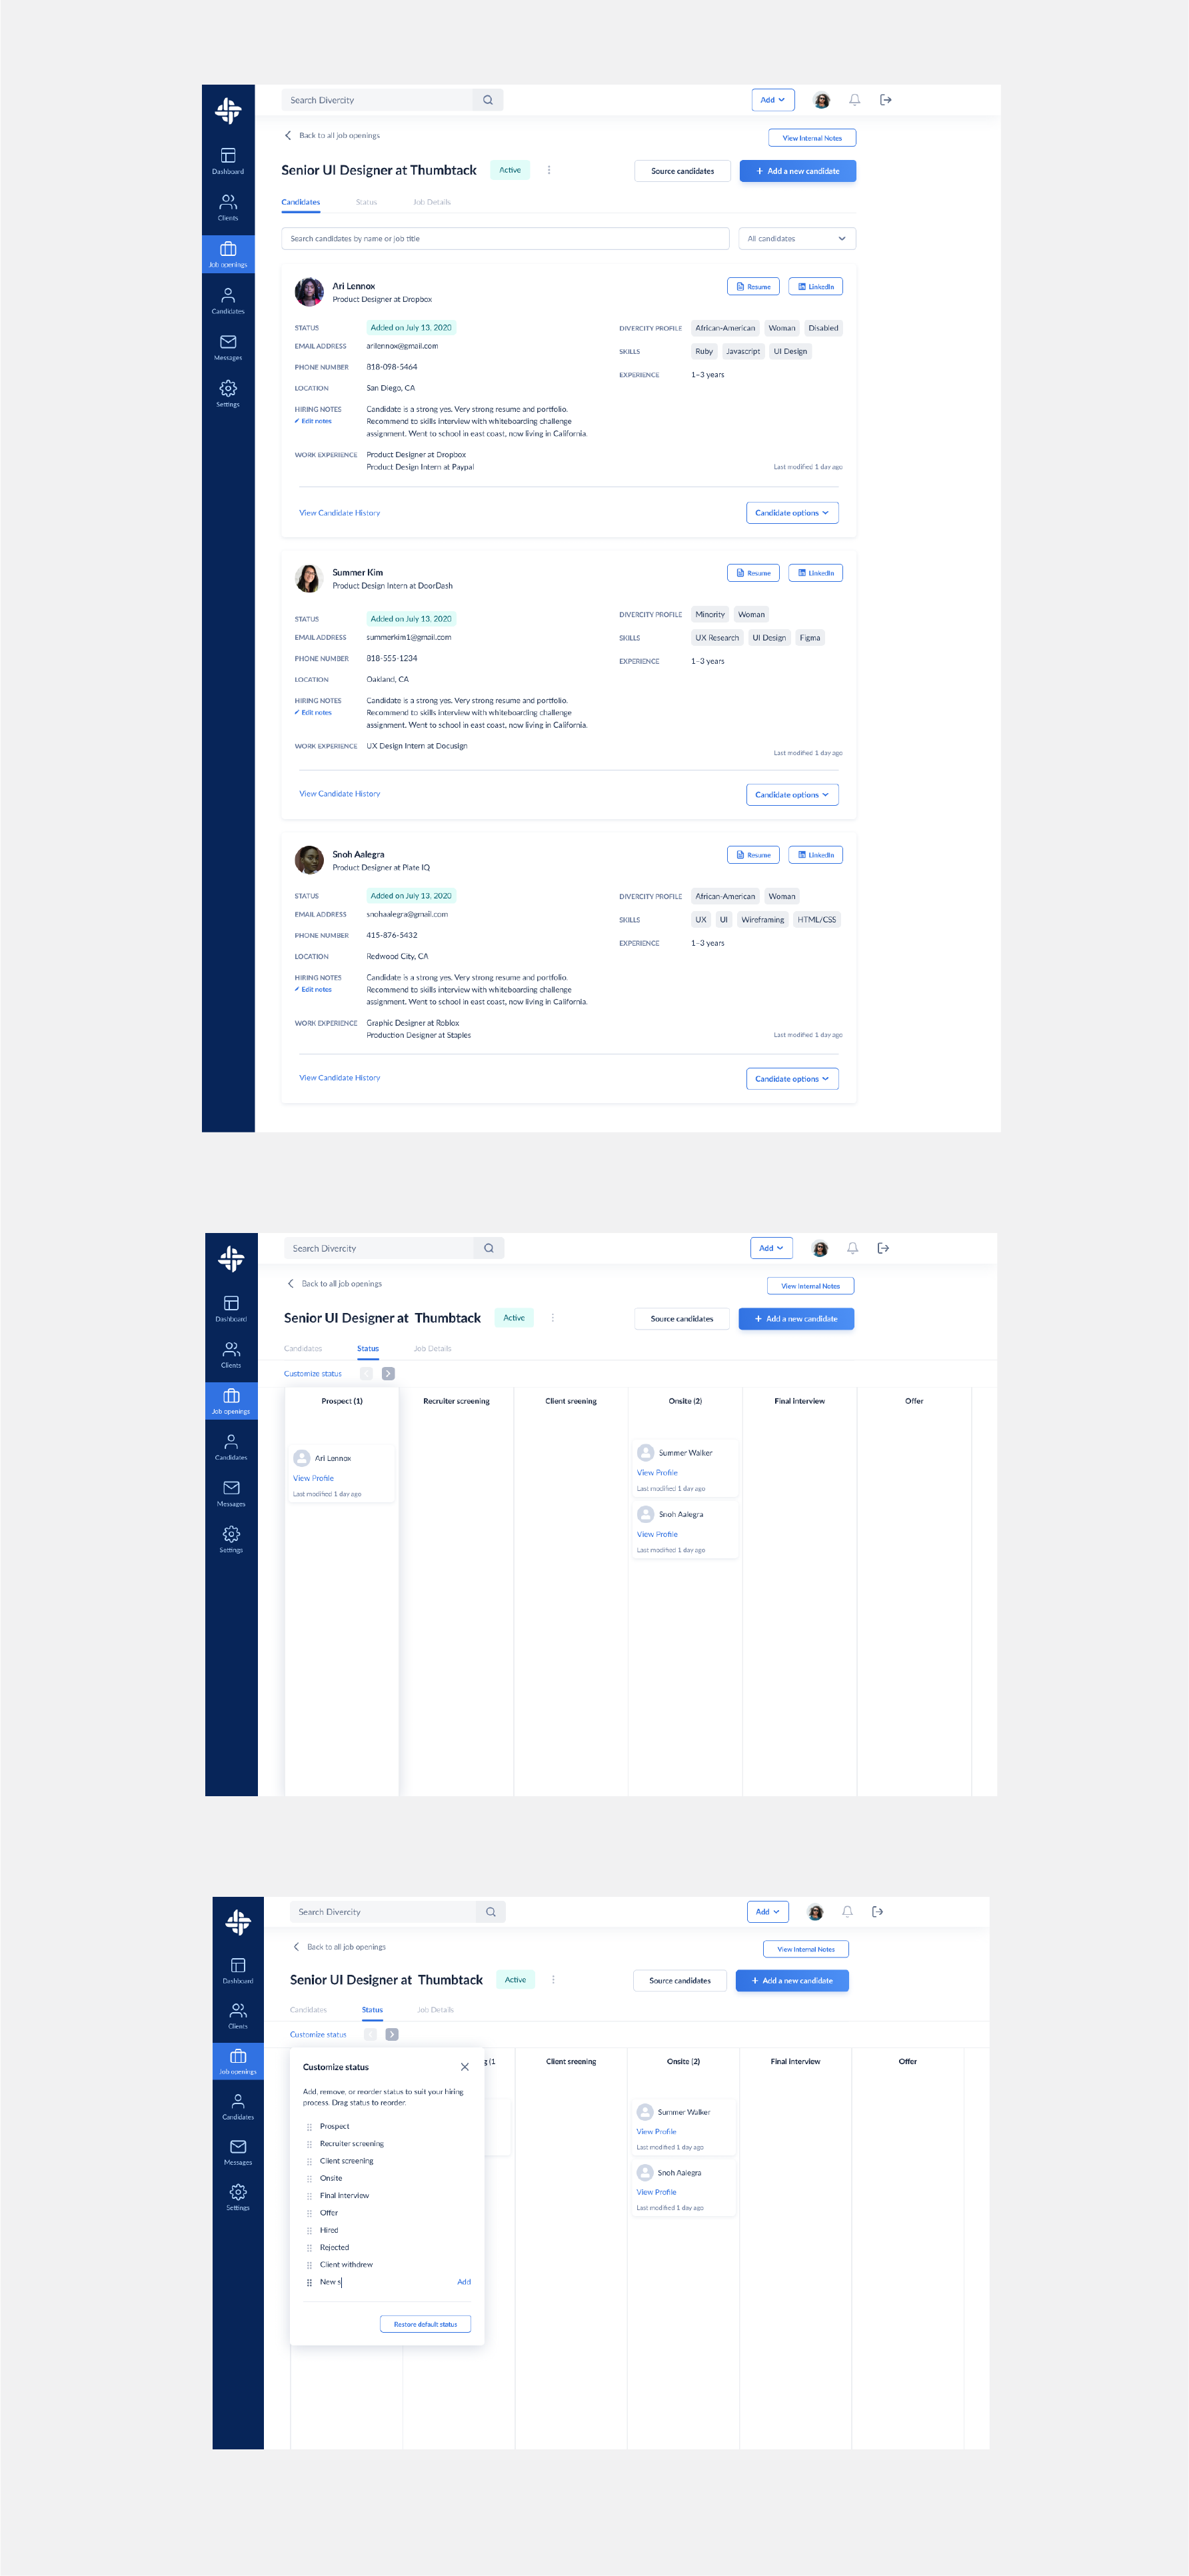 Search Divercity
Add
Back to all job openings
View Internal Notes
Senior UI Designer at Thumbtack Active
Source candidates + Add a new candidate
Candidates Status Job Details
Search candidates by name or job title All candidates
Dashboard
Clients
Job openings
Candidates
Messages
Settings
Ari Lennox
Product Designer at Dropbox
Resume LinkedIn
STATUS Added on July 13, 2020
EMAIL ADDRESS arilennox@gmail.com
PHONE NUMBER 818-098-5464
LOCATION San Diego, CA
HIRING NOTES Candidate is a strong yes. Very strong resume and portfolio.
Edit notes Recommend to skills interview with whiteboarding challenge
assignment. Went to school in east coast, now living in California.
WORK EXPERIENCE Product Designer at Dropbox
Product Design Intern at Paypal
DIVERCITY PROFILE African-American Woman Disabled
SKILLS Ruby Javascript UI Design
EXPERIENCE 1-3 years
Last modified 1 day ago
View Candidate History Candidate options
Summer Kim
Product Design Intern at DoorDash
Resume LinkedIn
STATUS Added on July 13, 2020
EMAIL ADDRESS summerkim1@gmail.com
PHONE NUMBER 818-555-1234
LOCATION Oakland, CA
HIRING NOTES Candidate is a strong yes. Very strong resume and portfolio.
Edit notes Recommend to skills interview with whiteboarding challenge
assignment. Went to school in east coast, now living in California.
WORK EXPERIENCE UX Design Intern at Docusign
DIVERCITY PROFILE Minority Woman
SKILLS UX Research UI Design Figma
EXPERIENCE 1-3 years
Last modified 1 day ago
View Candidate History Candidate options
Snoh Aalegra
Product Designer at Plate IQ
Resume LinkedIn
STATUS Added on July 13, 2020
EMAIL ADDRESS snohaalegra@gmail.com
PHONE NUMBER 415-876-5432
LOCATION Redwood City, CA
HIRING NOTES Candidate is a strong yes. Very strong resume and portfolio.
Edit notes Recommend to skills interview with whiteboarding challenge
assignment. Went to school in east coast, now living in California.
WORK EXPERIENCE Graphic Designer at Roblox
Production Designer at Staples
DIVERCITY PROFILE African-American Woman
SKILLS UX UI Wireframing HTML/CSS
EXPERIENCE 1-3 years
Last modified 1 day ago
View Candidate History Candidate options
Search Divercity
Add
Back to all job openings
View Internal Notes
Senior UI Designer at Thumbtack Active
Source candidates + Add a new candidate
Candidates Status Job Details
Customize status
Dashboard
Clients
Job openings
Candidates
Messages
Settings
Prospect (1) Recruiter screening Client sreening Onsite (2) Final interview Offer
Ari Lennox
View Profile
Last modified 1 day ago
Summer Walker
View Profile
Last modified 1 day ago
Snoh Aalegra
View Profile
Last modified 1 day ago
Search Divercity
Add
Back to all job openings
View Internal Notes
Senior UI Designer at Thumbtack Active
Source candidates + Add a new candidate
Candidates Status Job Details
Customize status
Dashboard
Clients
Job openings
Candidates
Messages
Settings
Customize status
Add, remove, or reorder status to suit your hiring
process. Drag status to reorder.
Prospect
Recruiter screening
Client screening
Onsite
Final Interview
Offer
Hired
Rejected
Client withdrew
New s Add
Restore default status
g (1 Client sreening Onsite (2) Final Interview Offer
Summer Walker
View Profile
Last modified 1 day ago
Snoh Aalegra
View Profile
Last modified 1 day ago